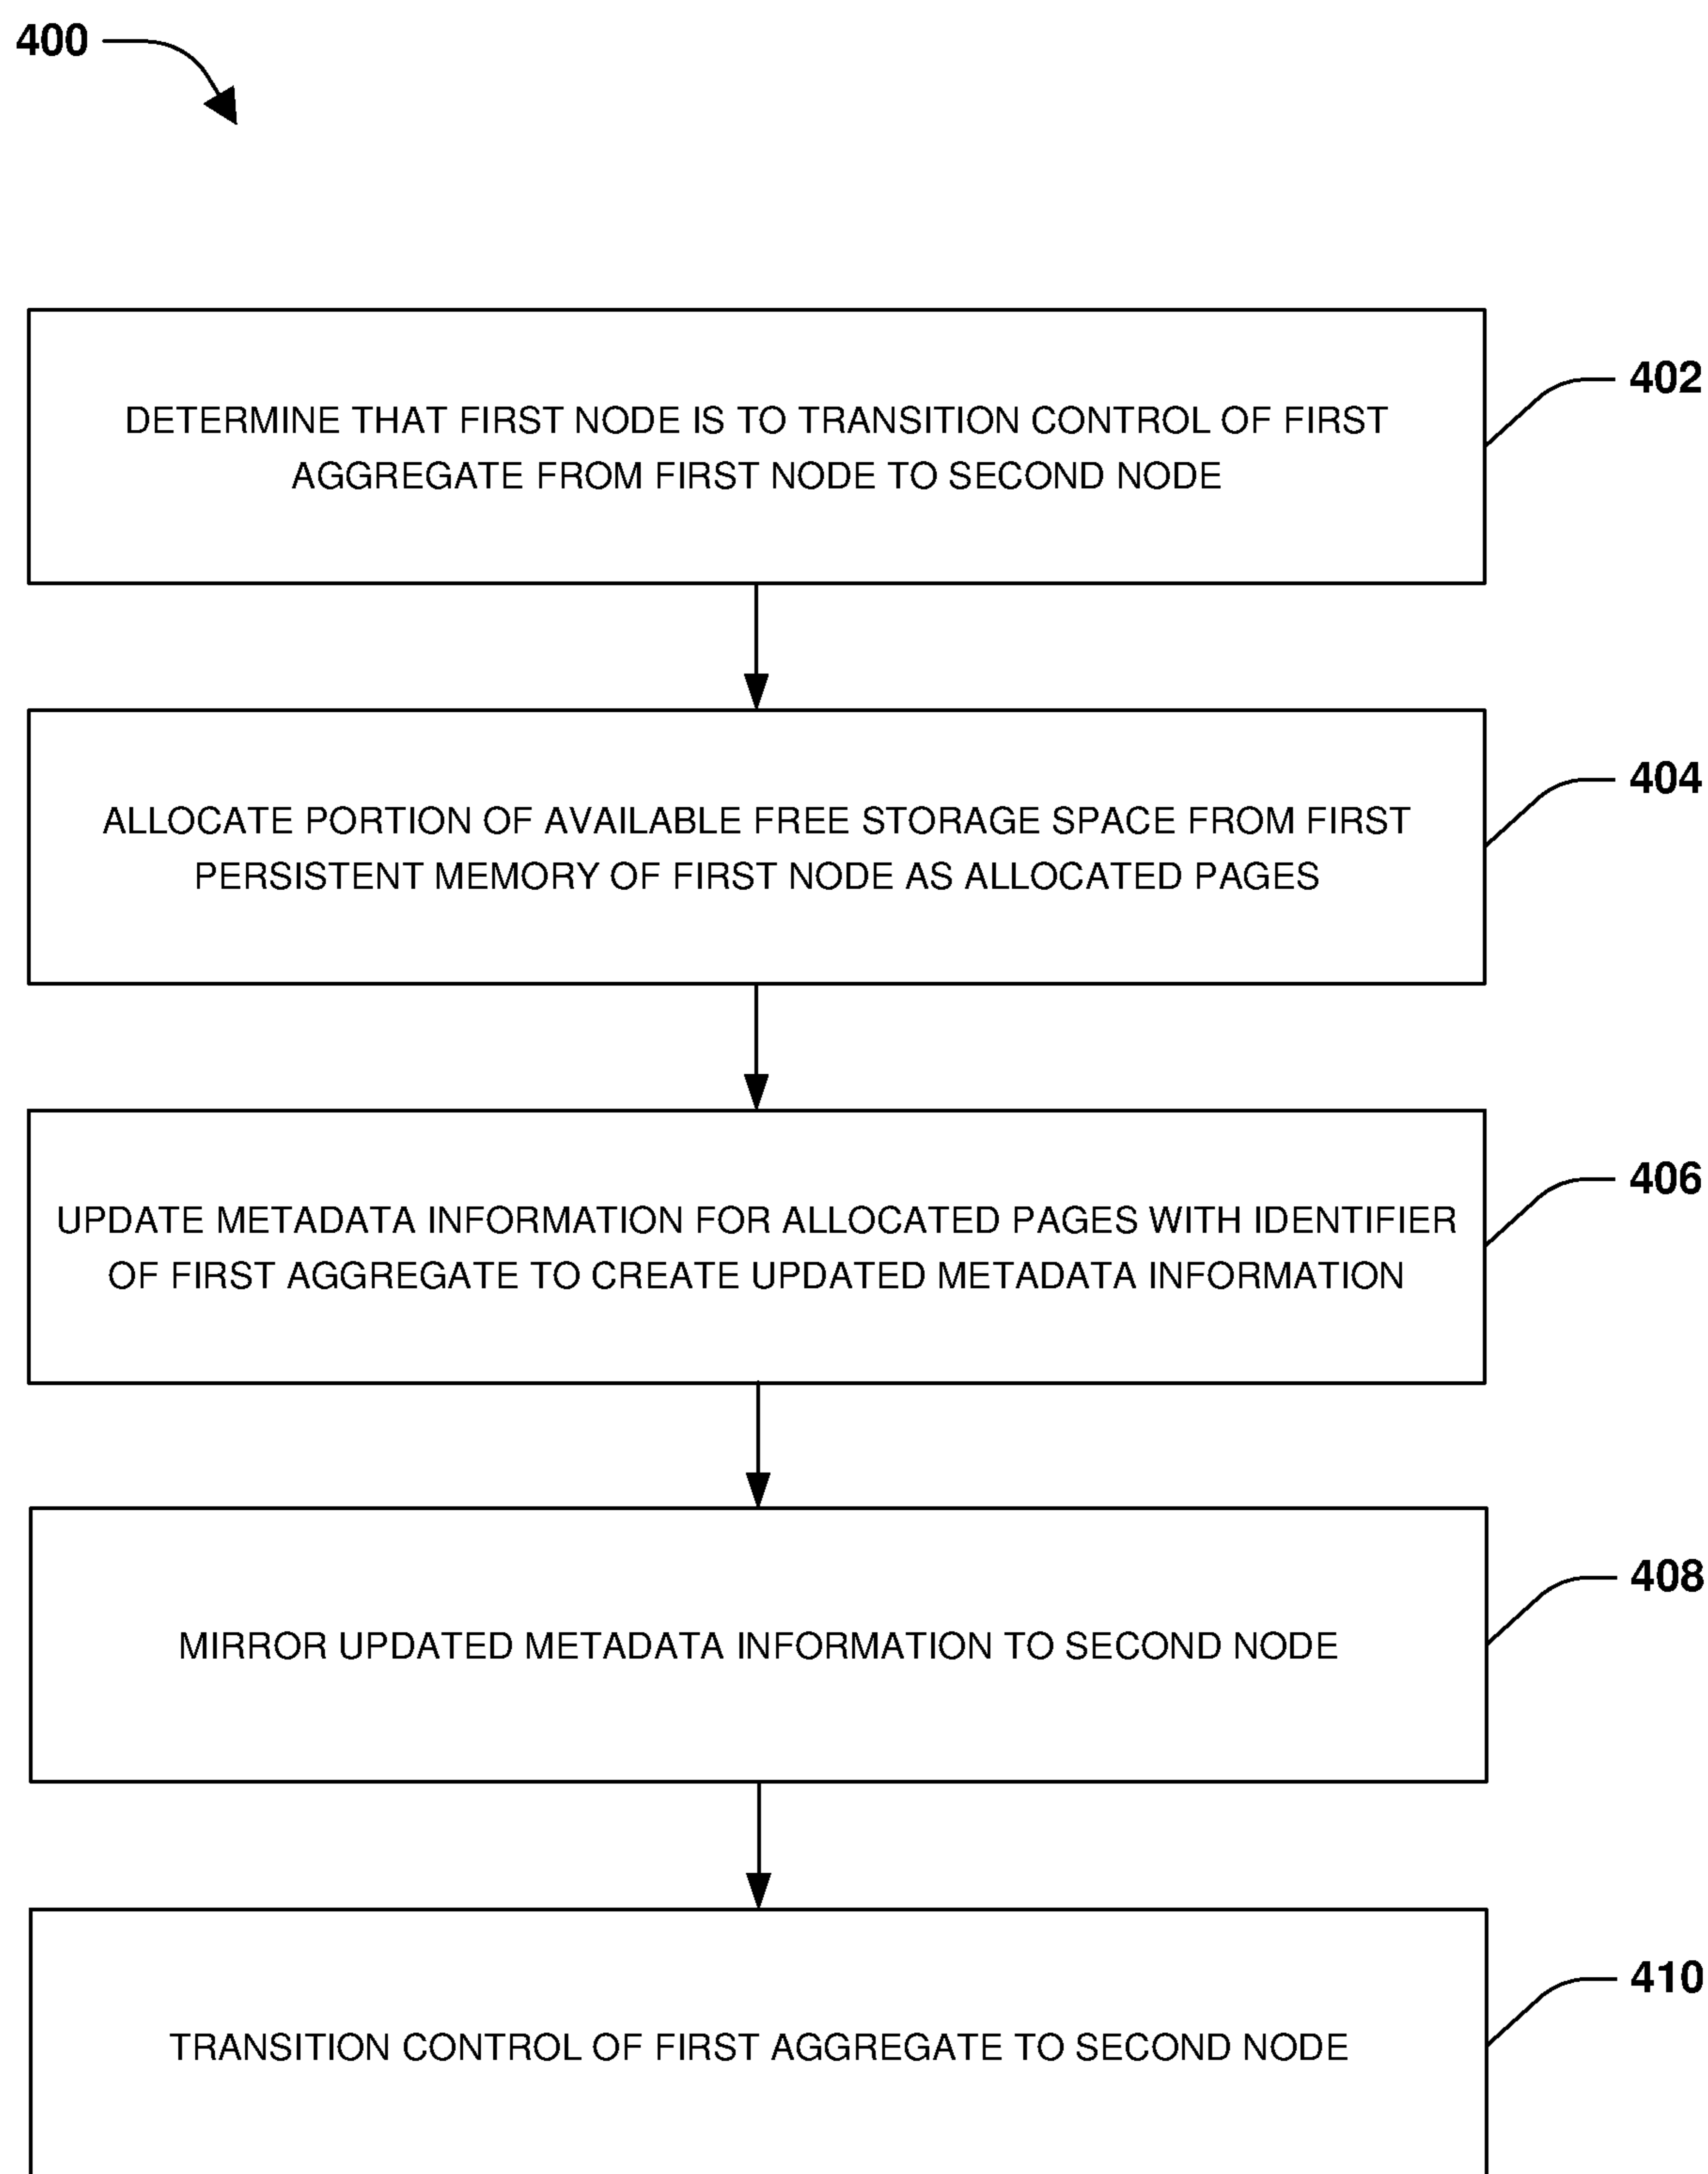 400
DETERMINE THAT FIRST NODE IS TO TRANSITION CONTROL OF FIRST
AGGREGATE FROM FIRST NODE TO SECOND NODE
402
ALLOCATE PORTION OF AVAILABLE FREE STORAGE SPACE FROM FIRST
PERSISTENT MEMORY OF FIRST NODE AS ALLOCATED PAGES
404
UPDATE METADATA INFORMATION FOR ALLOCATED PAGES WITH IDENTIFIER
OF FIRST AGGREGATE TO CREATE UPDATED METADATA INFORMATION
406
MIRROR UPDATED METADATA INFORMATION TO SECOND NODE
408
TRANSITION CONTROL OF FIRST AGGREGATE TO SECOND NODE
410